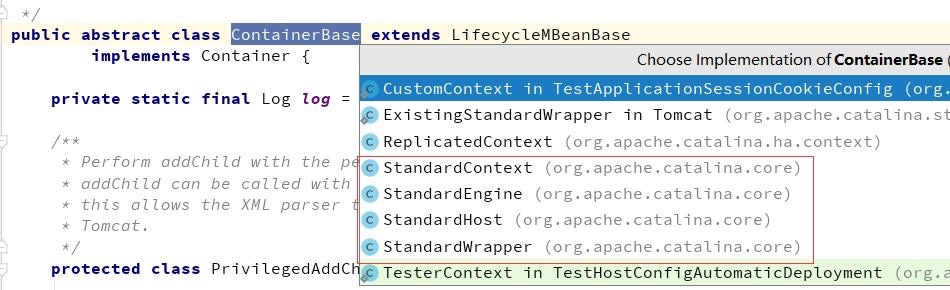 */
public abstract class ContainerBase extends LifecycleMBeanBase
implements Container {
Choose Implementation of ContainerBase (
CustomContext in TestApplicationSessionCookieConfig (org.
private static final Log log =
ExistingStandardWrapper in Tomcat (org.apache.catalina.st
ReplicatedContext (org.apache.catalina.ha.context)
/**
* Perform addChild with the pe
StandardContext (org.apache.catalina.core)
* addChild can be called with
StandardEngine (org.apache.catalina.core)
* this allows the XML parser t
StandardHost (org.apache.catalina.core)
* Tomcat.
*/
StandardWrapper (org.apache.catalina.core)
protected class PrivilegedAddCh
TesterContext in TestHostConfigAutomaticDeployment (org.a